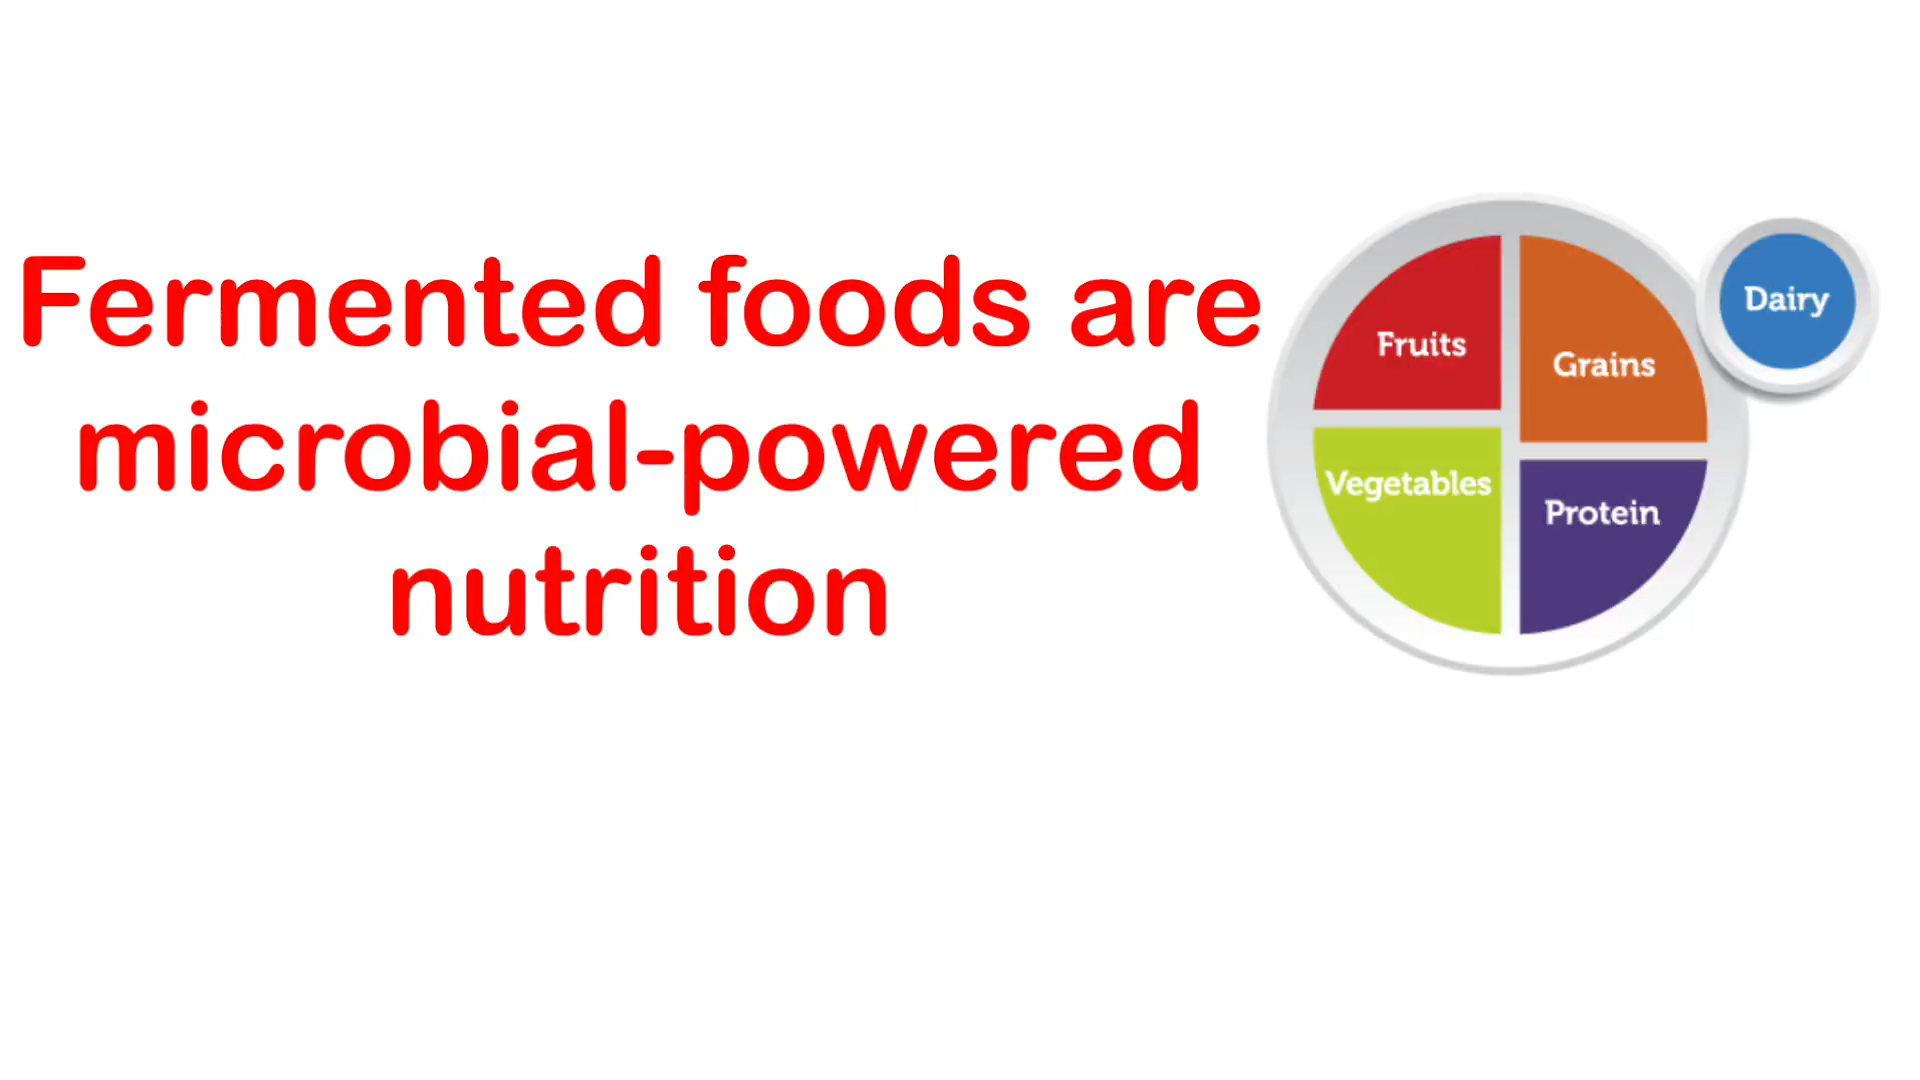 Fermented foods are
microbial-powered
nutrition
Fruits
Grains
Dairy
Vegetables
Protein